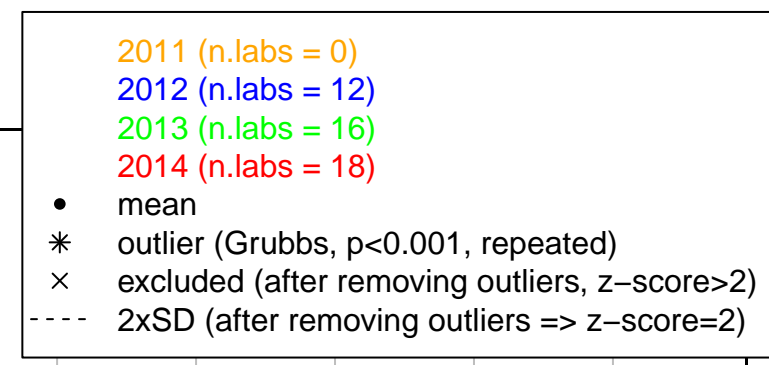 2011 (n.labs = 0)
2012 (n.labs = 12)
2013 (n.labs = 16)
2014 (n.labs = 18)
mean
outlier (Grubbs, p<0.001, repeated)
excluded (after removing outliers, z−score>2)
2xSD (after removing outliers => z−score=2)